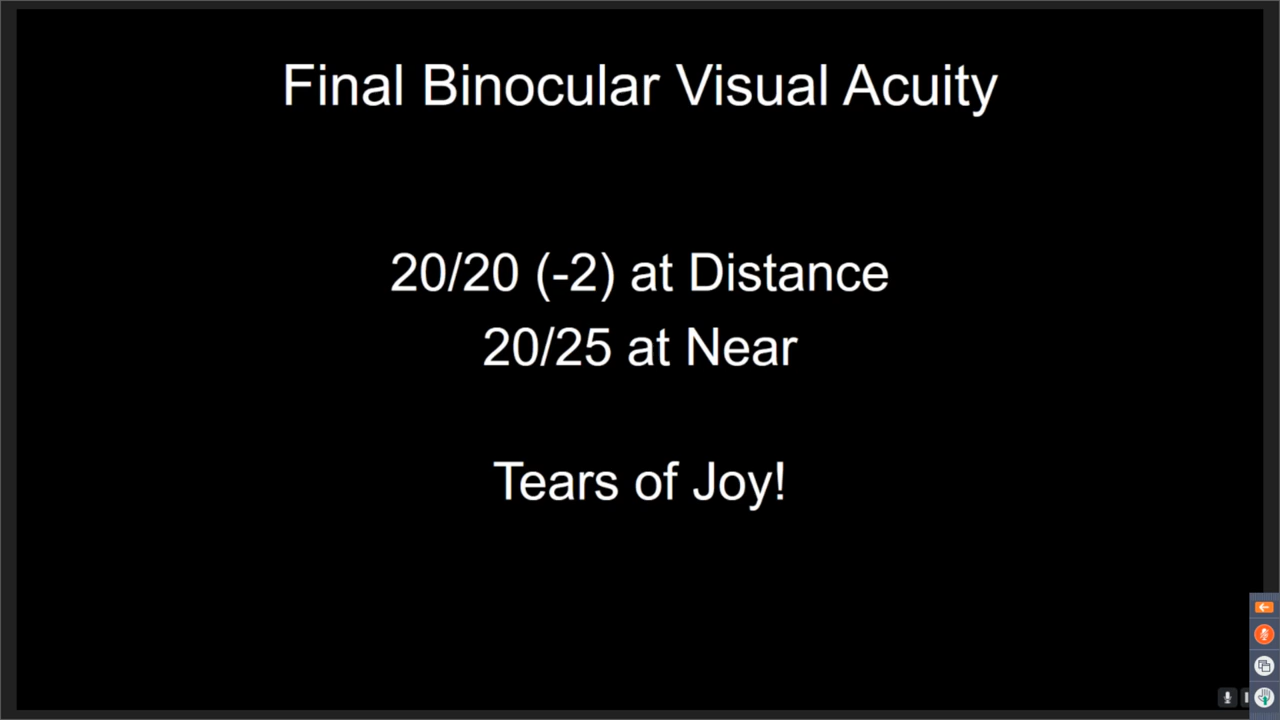 Final Binocular Visual Acuity
20/20 (-2) at Distance
20/25 at Near
Tears of Joy!